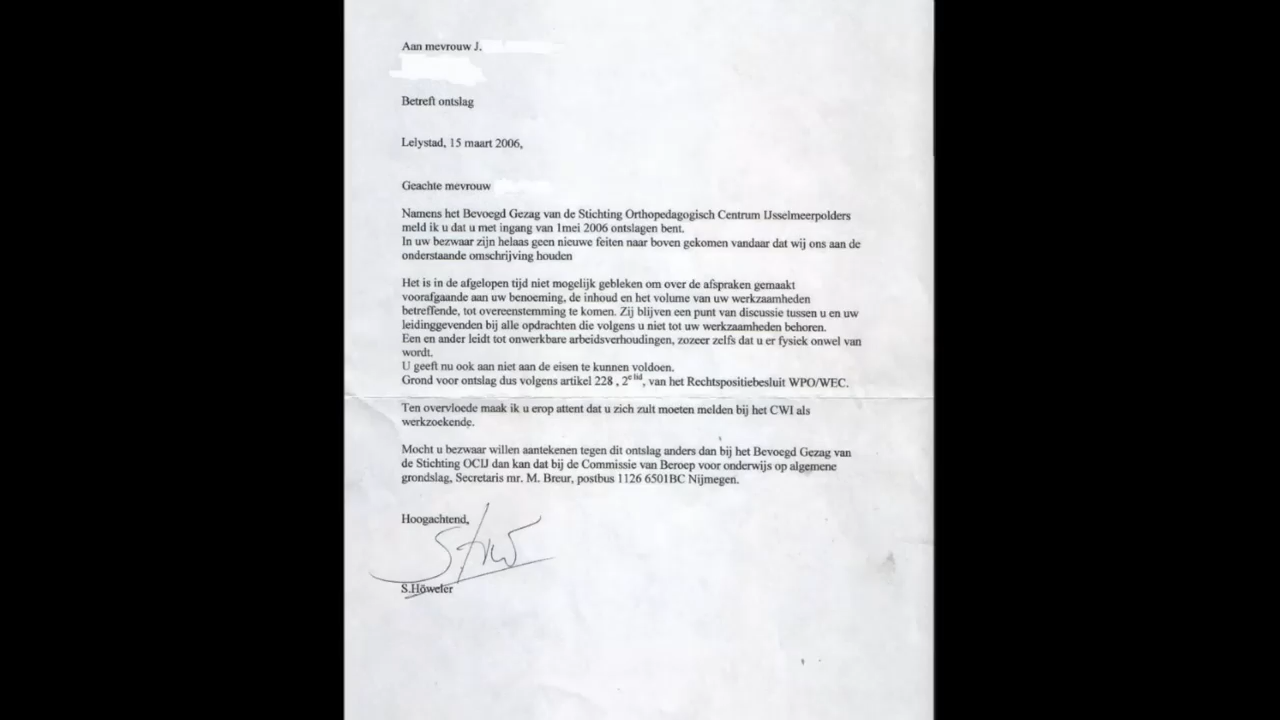 Aan mevrouw J.
Betreft ontslag
Lelystad, 15 maart 2006,
Geachte mevrouw
Namens het Bevoegd Gezag van de Stichting Orthopedagogisch Centrum IJsselmeerpolders
meld ik u dat u met ingang van 1mei 2006 ontslagen bent.
In uw bezwaar zijn helaas geen nieuwe feiten naar boven gekomen vandaar dat wij ons aan de
onderstaande omschrijving houden
Het is in de afgelopen tijd niet mogelijk gebleken om over de afspraken gemaakt
voorafgaande aan uw benoeming, de inhoud en het volume van uw werkzaamheden
betreffende, tot overeenstemming te komen. Zij blijven een punt van discussie tussen u en uw
leidinggevenden bij alle opdrachten die volgens u niet tot uw werkzaamheden behoren.
Een en ander leidt tot onwerkbare arbeidsverhoudingen, zozeer zelfs dat u er fysiek onwel van
wordt.
U geeft nu ook aan niet aan de eisen te kunnen voldoen.
Grond voor ontslag dus volgens artikel 228 , 2e lid, van het Rechtspositiebesluit WPO/WEC.
Ten overvloede maak ik u erop attent dat u zich zult moeten melden bij het CWI als
werkzoekende.
Mocht u bezwaar willen aantekenen tegen dit ontslag anders dan bij het Bevoegd Gezag van
de Stichting OCIJ dan kan dat bij de Commissie van Beroep voor onderwijs op algemene
grondslag, Secretaris mr. M. Breur, postbus 1126 6501BC Nijmegen.
Hoogachtend,
S.Höweler